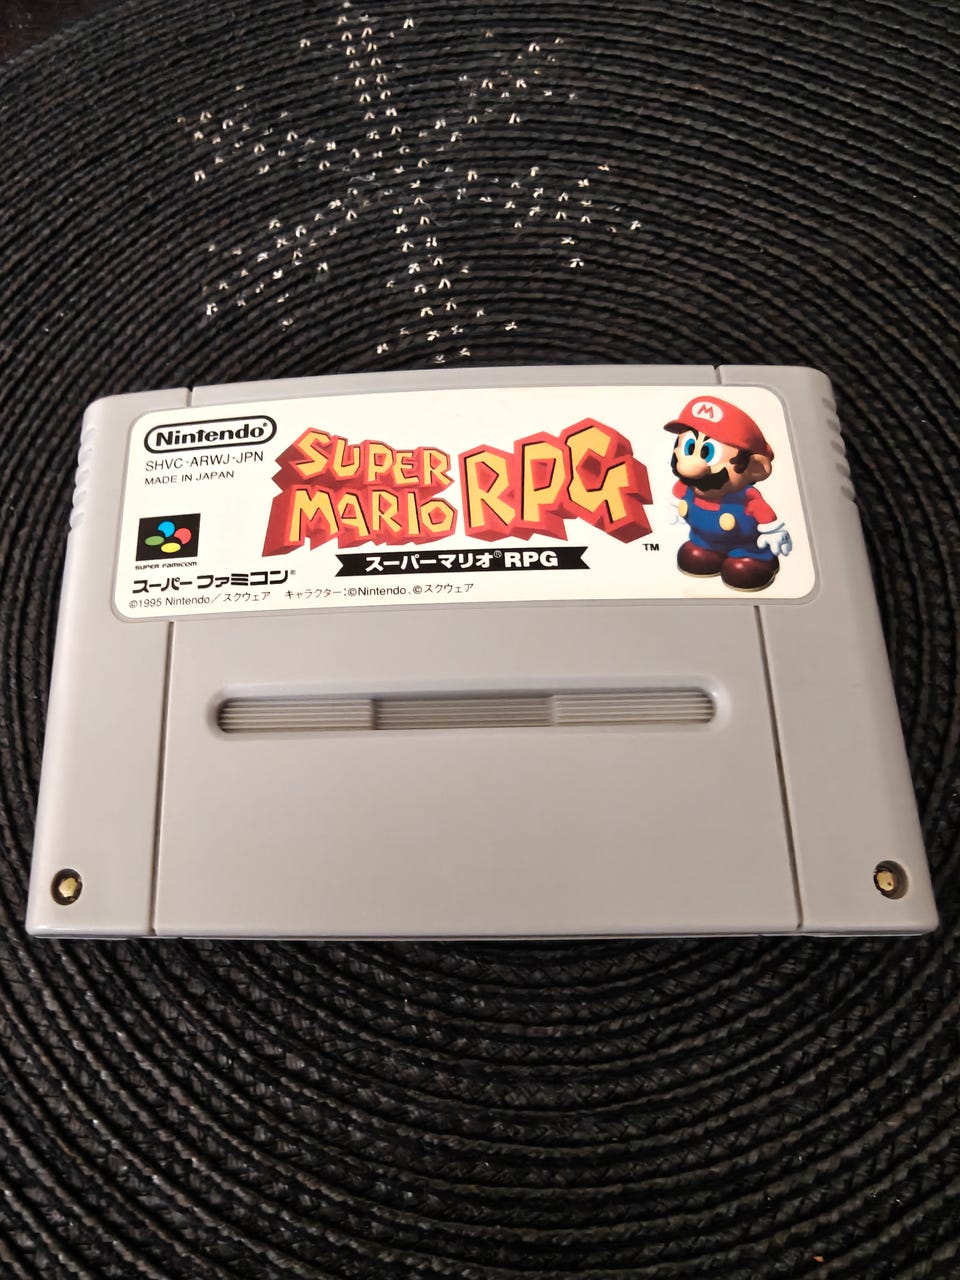 Nintendo®
SHVC-ARWJ-JPN
MADE IN JAPAN
SUPER
MARIO RPG
TM
スーパーマリオ® RPG
SUPER FAMICOM
スーパーファミコン®
©1995 Nintendo／スクウェア キャラクター：©Nintendo、©スクウェア
M